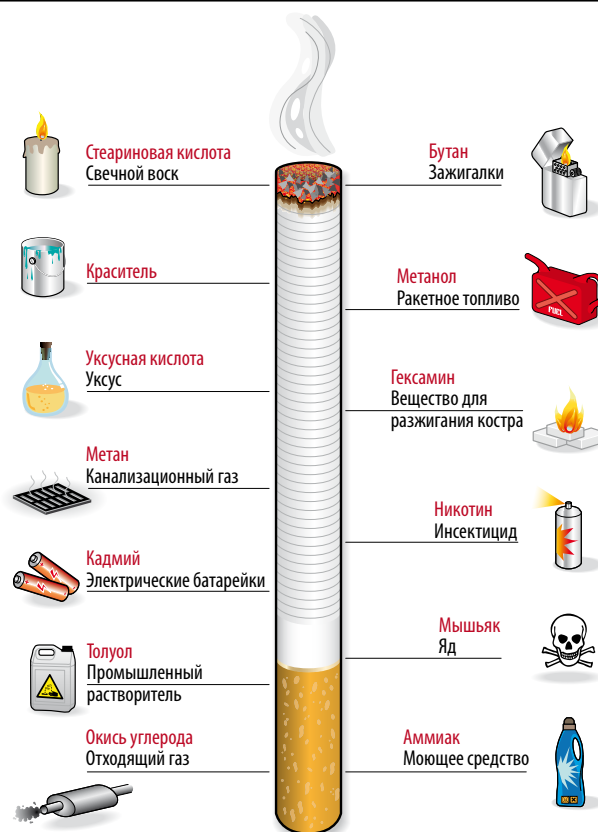 Стеариновая кислота
Свечной воск
Краситель
Уксусная кислота
Уксус
Метан
Канализационный газ
Кадмий
Электрические батарейки
Толуол
Промышленный
растворитель
Окись углерода
Отходящий газ
Бутан
Зажигалки
Метанол
Ракетное топливо
FUEL
Гексамин
Вещество для
разжигания костра
Никотин
Инсектицид
Мышьяк
Яд
Аммиак
Моющее средство